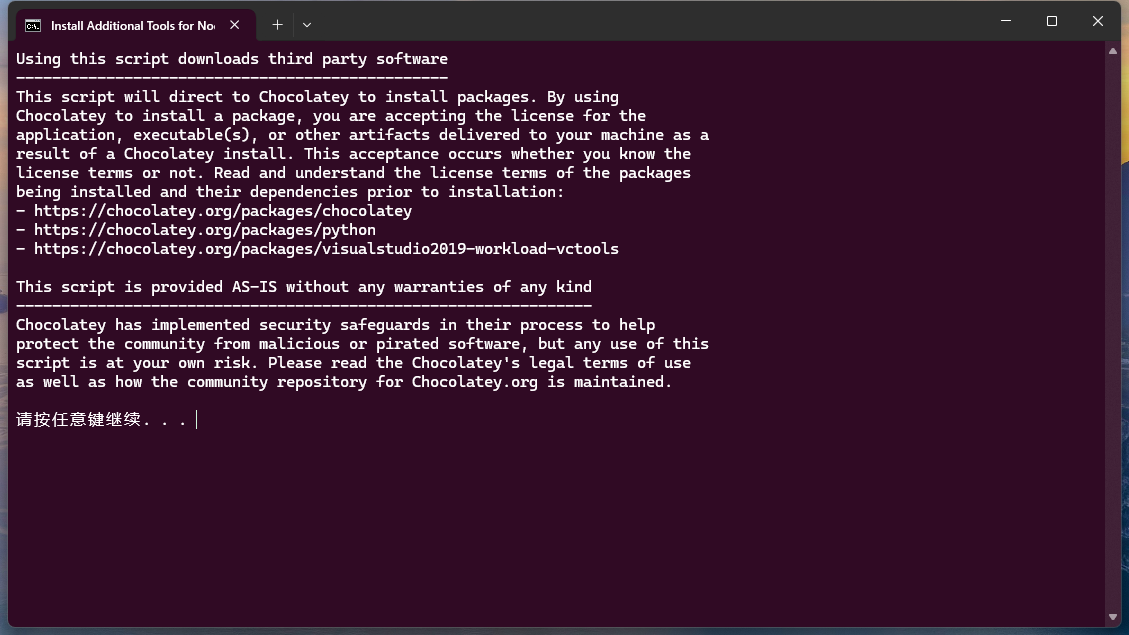 Install Additional Tools for No
Using this script downloads third party software
------------------------------------------------
This script will direct to Chocolatey to install packages. By using
Chocolatey to install a package, you are accepting the license for the
application, executable(s), or other artifacts delivered to your machine as a
result of a Chocolatey install. This acceptance occurs whether you know the
license terms or not. Read and understand the license terms of the packages
being installed and their dependencies prior to installation:
- https://chocolatey.org/packages/chocolatey
- https://chocolatey.org/packages/python
- https://chocolatey.org/packages/visualstudio2019-workload-vctools
This script is provided AS-IS without any warranties of any kind
----------------------------------------------------------------
Chocolatey has implemented security safeguards in their process to help
protect the community from malicious or pirated software, but any use of this
script is at your own risk. Please read the Chocolatey's legal terms of use
as well as how the community repository for Chocolatey.org is maintained.
请按任意键继续. . .